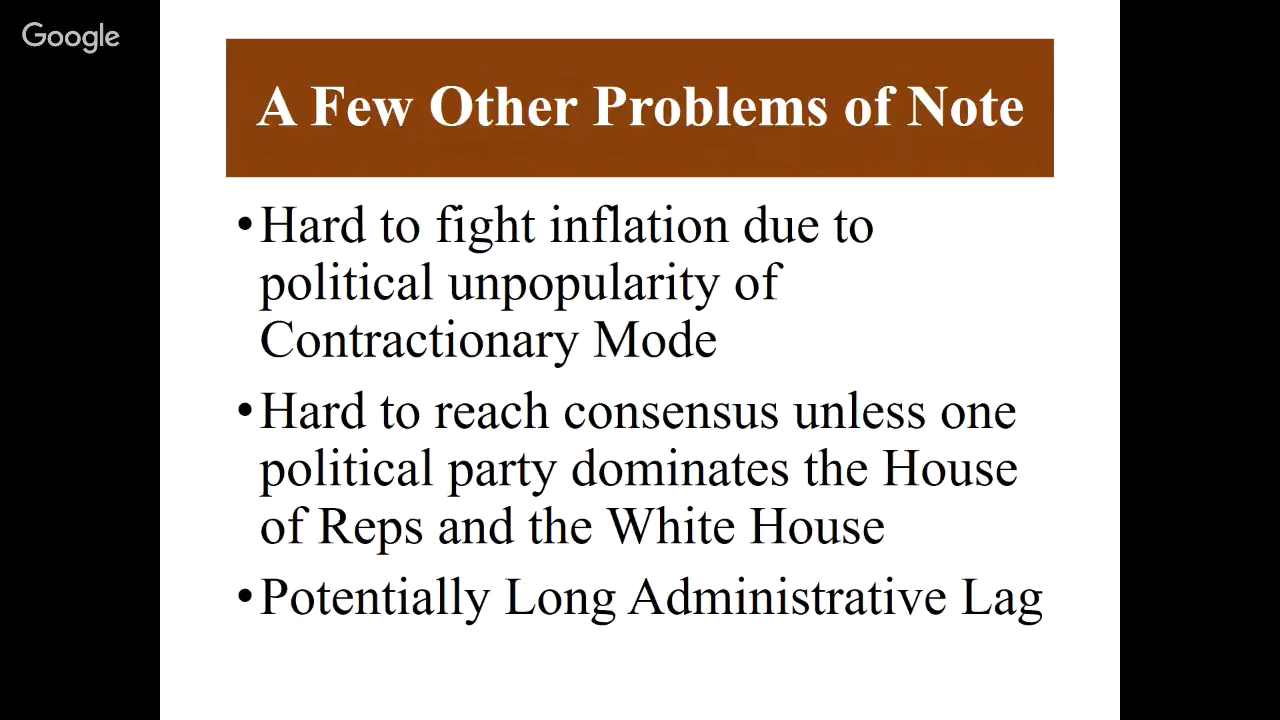 Google
A Few Other Problems of Note
•Hard to fight inflation due to
political unpopularity of
Contractionary Mode
•Hard to reach consensus unless one
political party dominates the House
of Reps and the White House
•Potentially Long Administrative Lag